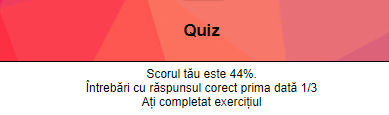 Quiz
Scorul tău este 44%.
Întrebări cu răspunsul corect prima dată 1/3
Ați completat exercițiul